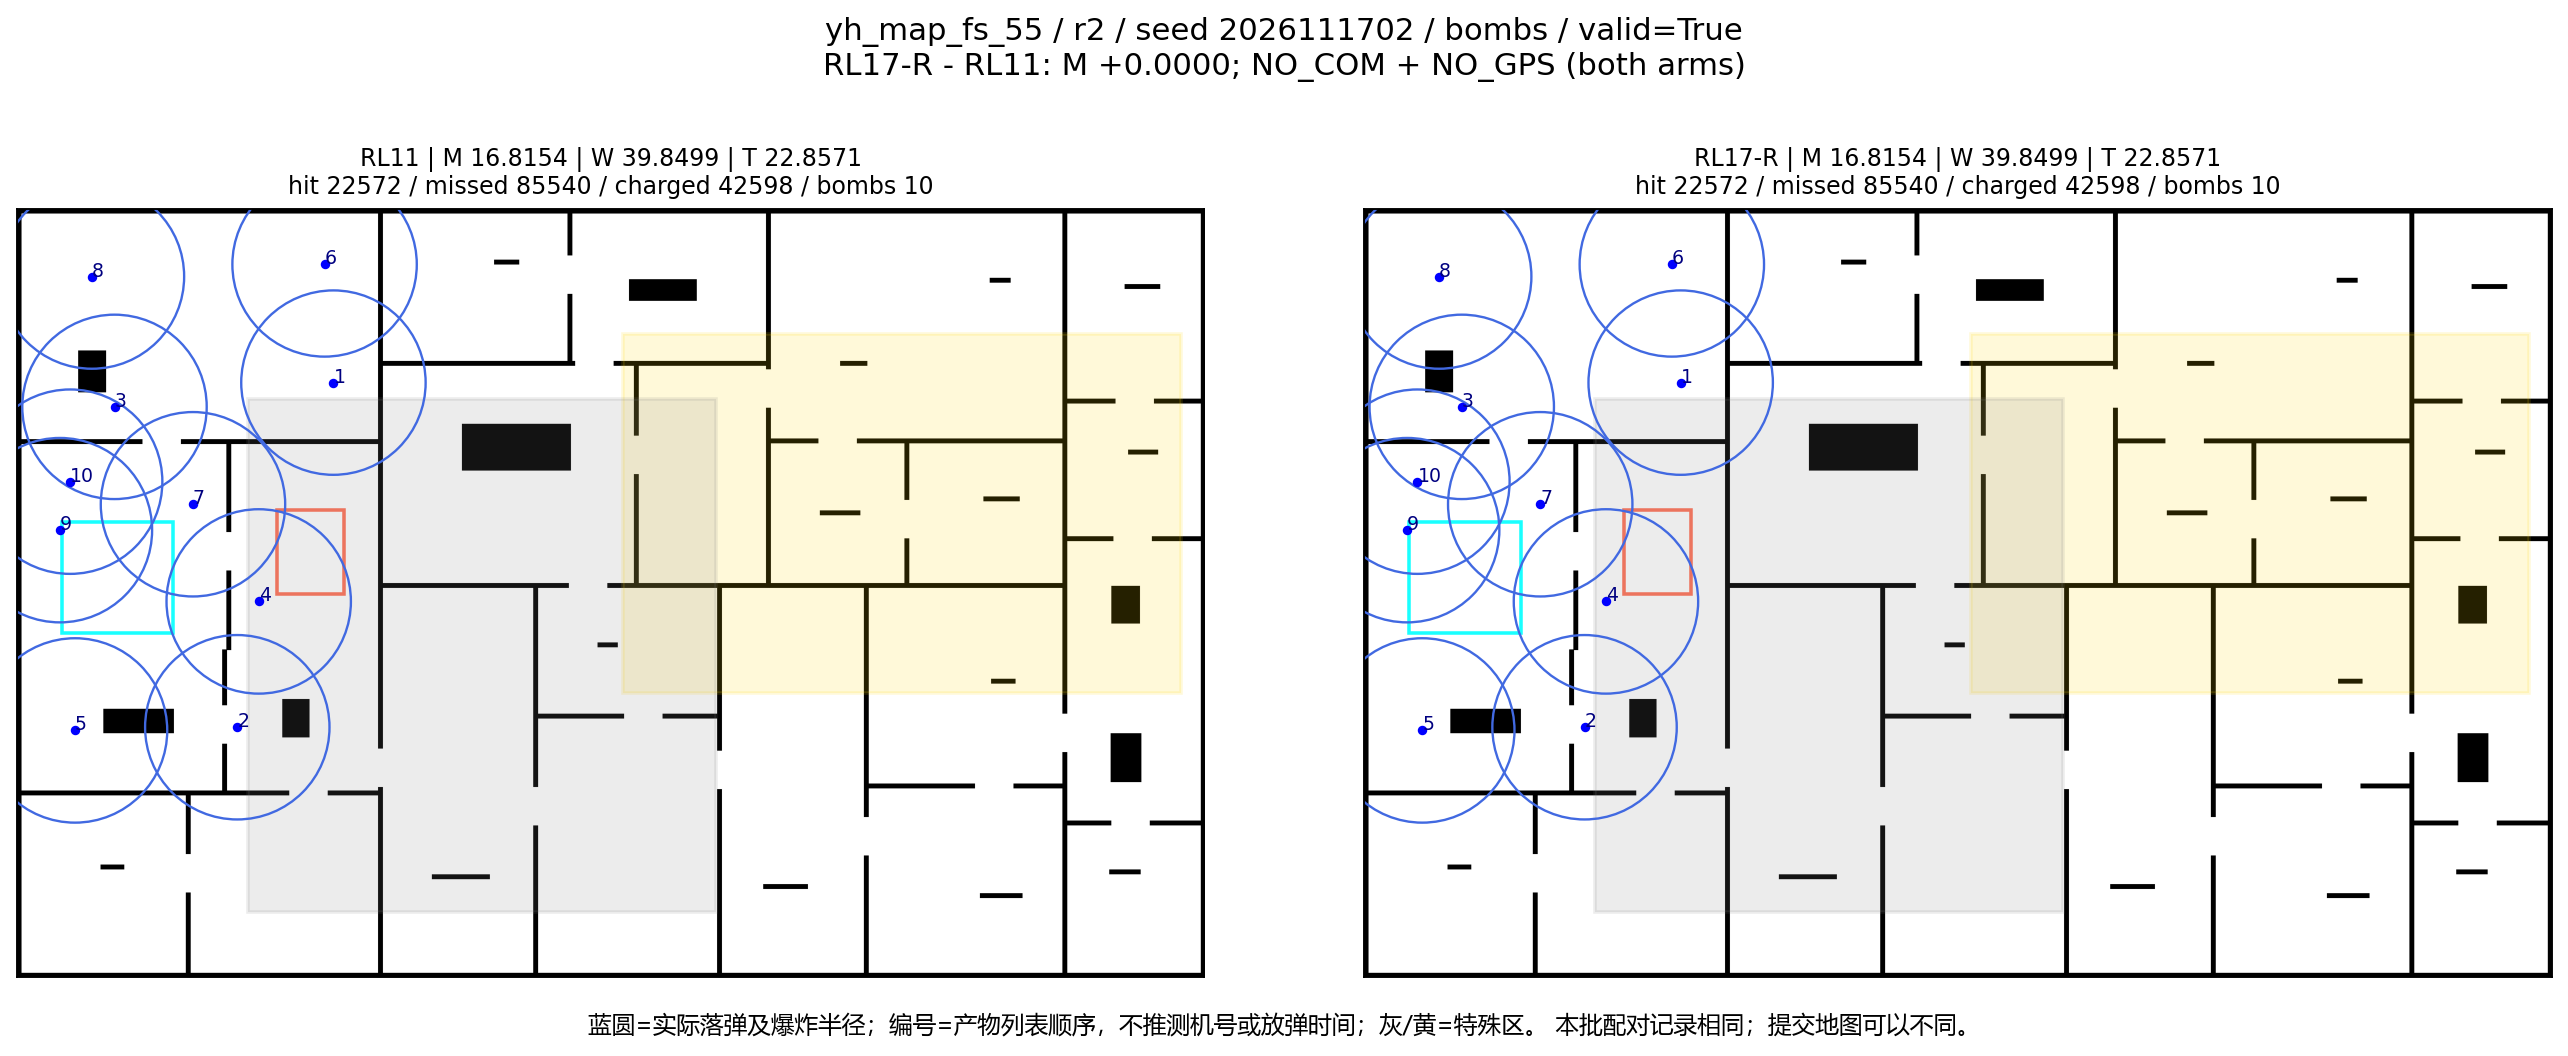 yh_map_fs_55 / r2 / seed 2026111702 / bombs / valid=True
RL17-R - RL11: M +0.0000; NO_COM + NO_GPS (both arms)
RL11 | M 16.8154 | W 39.8499 | T 22.8571
hit 22572 / missed 85540 / charged 42598 / bombs 10
8
6
1
3
10
7
9
4
5
2
RL17-R | M 16.8154 | W 39.8499 | T 22.8571
hit 22572 / missed 85540 / charged 42598 / bombs 10
8
6
1
3
10
7
9
4
5
2
蓝圆=实际落弹及爆炸半径；编号=产物列表顺序，不推测机号或放弹时间；灰/黄=特殊区。 本批配对记录相同；提交地图可以不同。